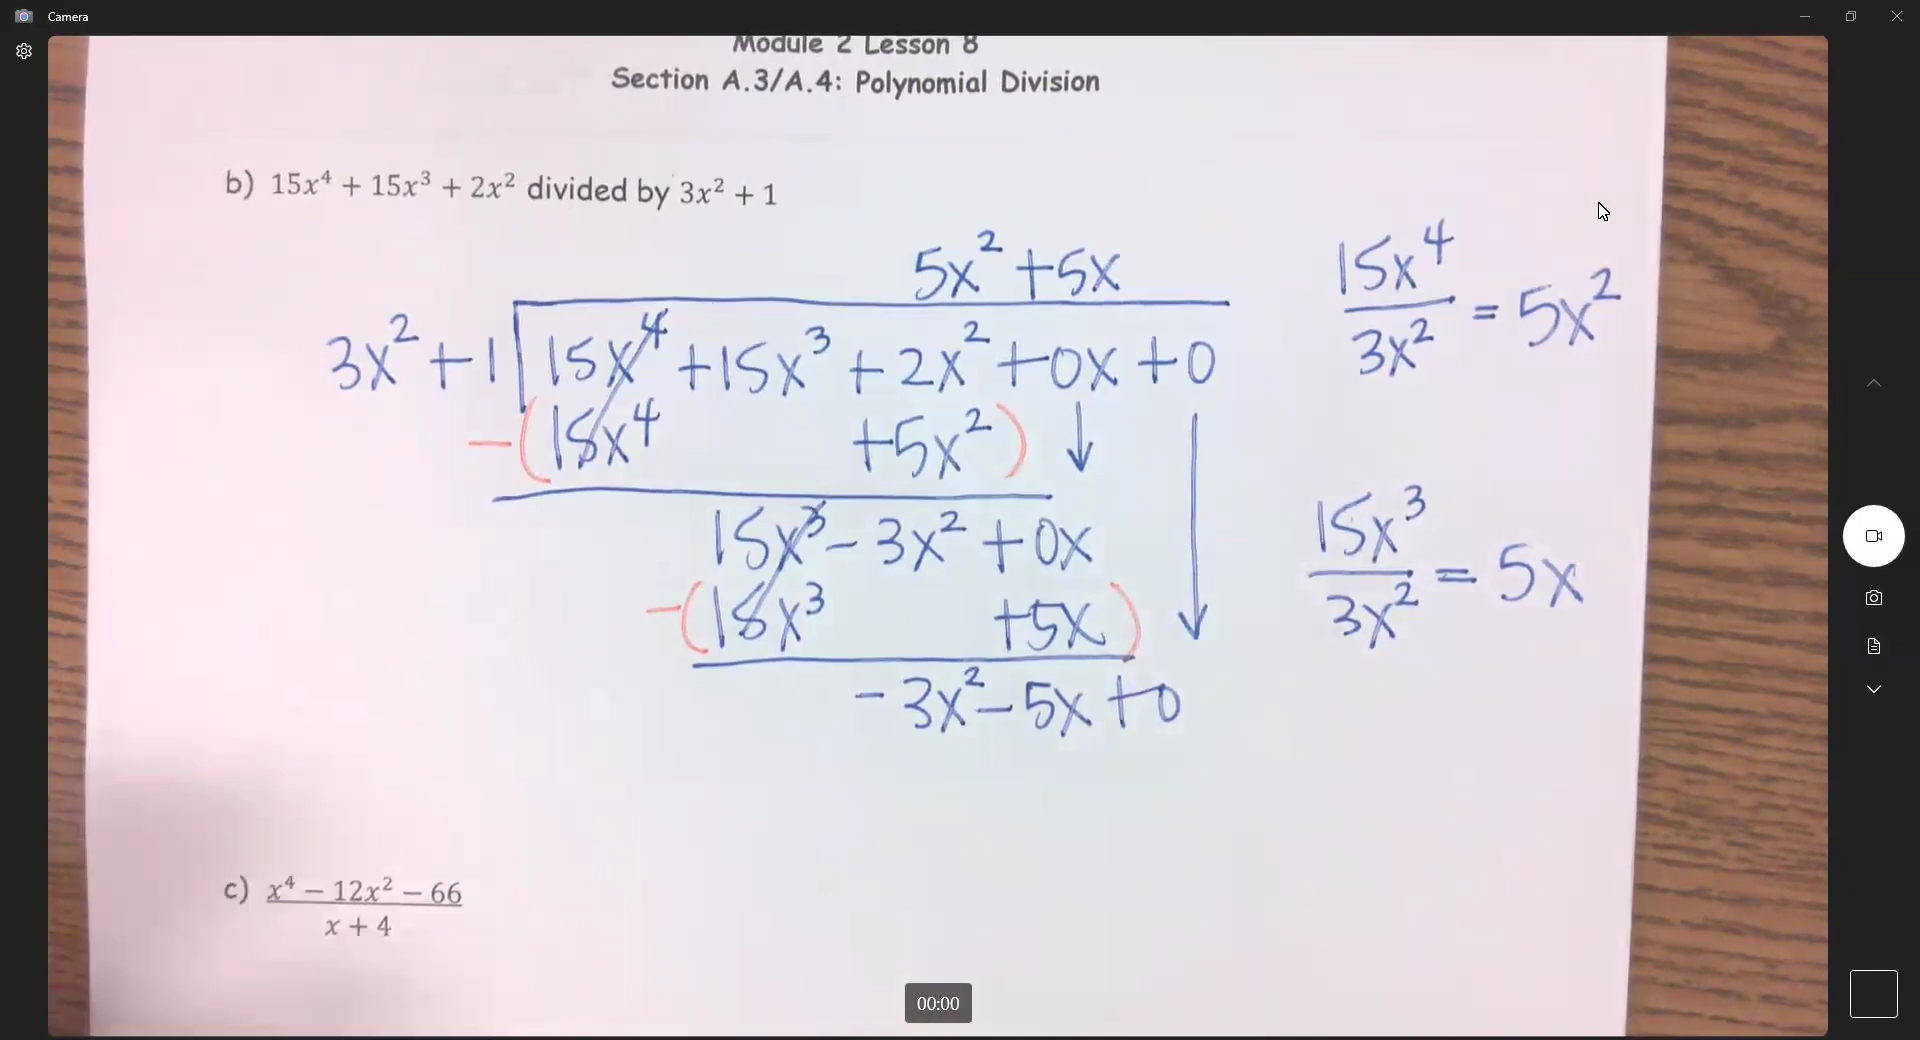 Camera
Module 2 Lesson 8
Section A.3/A.4: Polynomial Division
b) 15x⁴ + 15x³ + 2x² divided by 3x² + 1
5x² +5x
3x² +1 15x⁴ +15x³ + 2x² +0x +0
-(15x⁴ +5x²)
15x³ - 3x² +0x
-(15x³ +5x)
-3x² - 5x +0
15x⁴
3x²
= 5x²
15x³
3x²
= 5x
c) x⁴ − 12x² − 66
x + 4
00:00